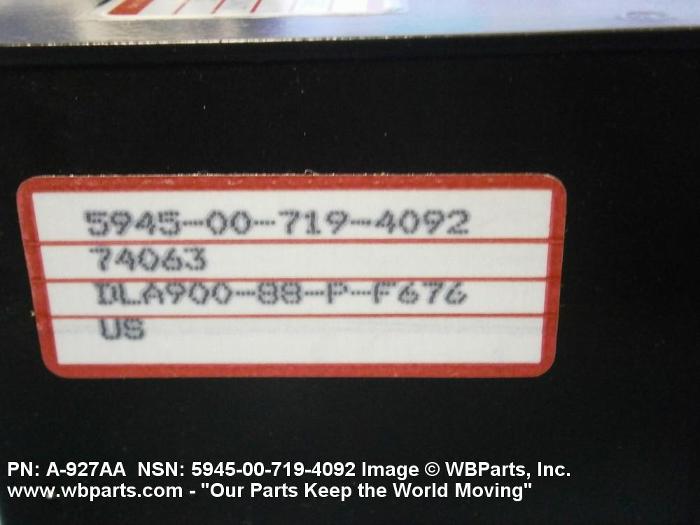 5945-00-719-4092
74063
DLA900-88-P-F676
US
PN: A-927AA  NSN: 5945-00-719-4092 Image © WBParts, Inc.
www.wbparts.com - "Our Parts Keep the World Moving"